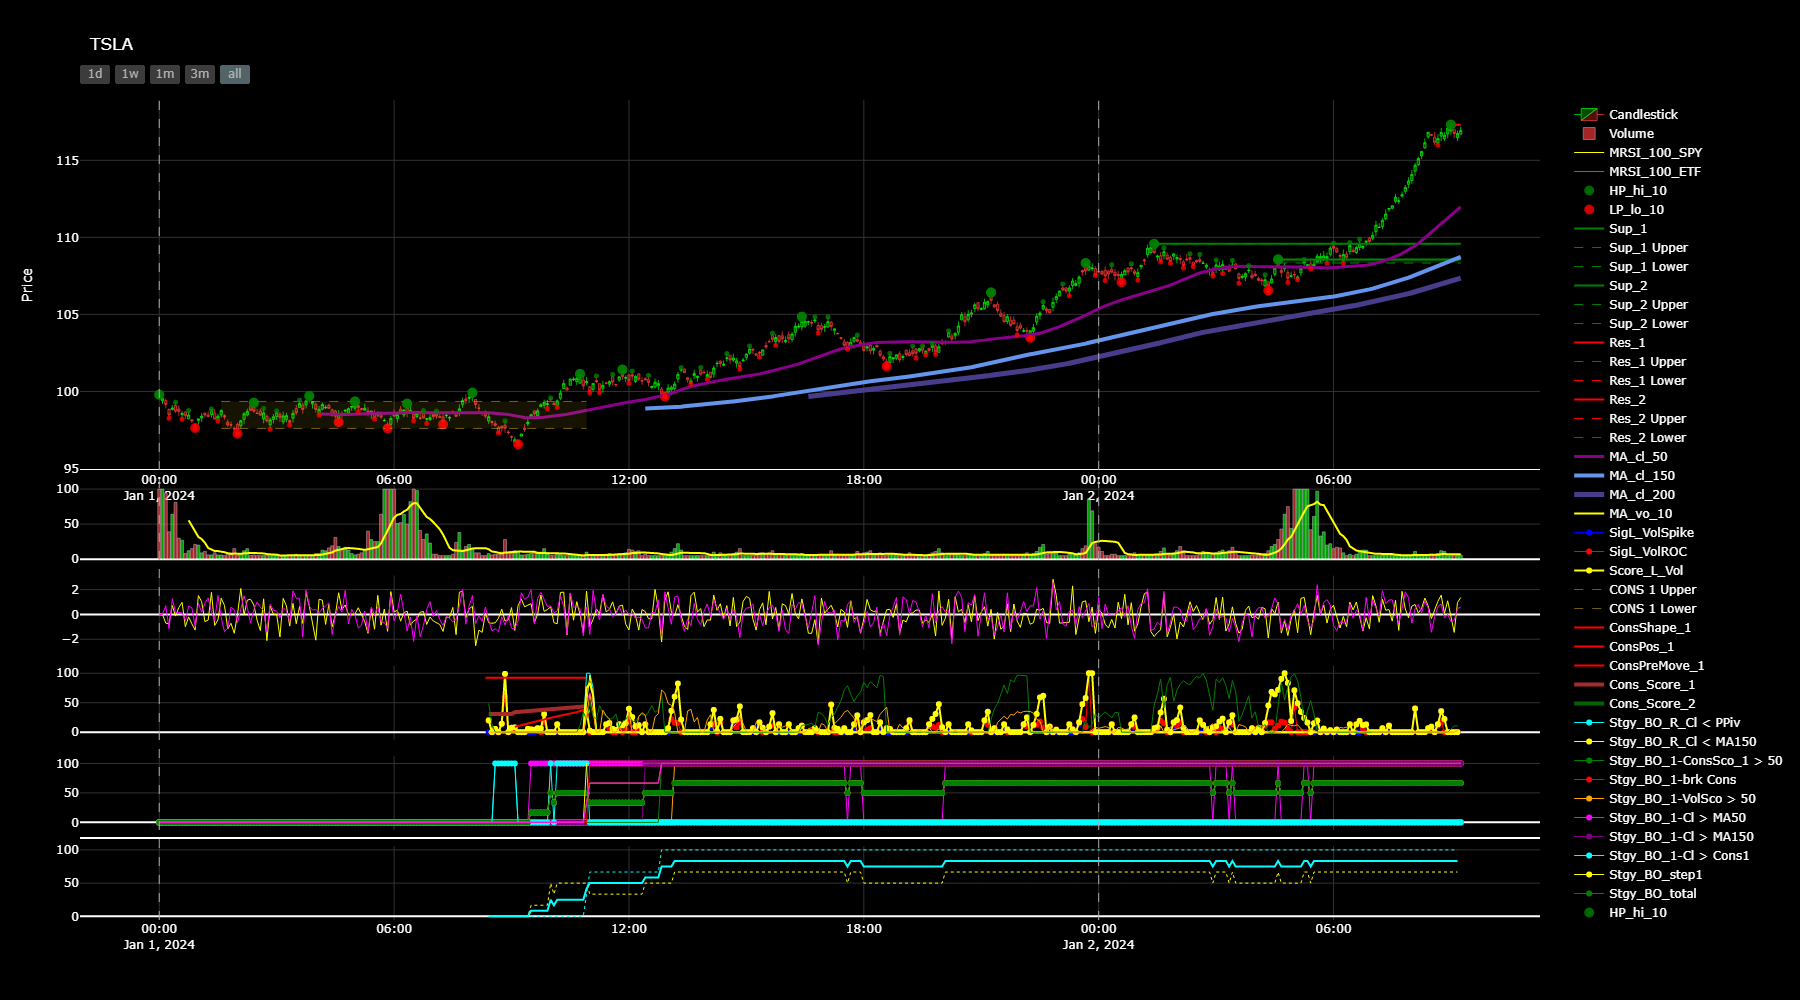 TSLA
1d 1w 1m 3m all
Price
115
110
105
100
95
00:00 06:00 12:00 18:00 00:00 06:00
Jan 1, 2024 Jan 2, 2024
100
50
0
2
0
−2
100
50
0
100
50
0
100
50
0
00:00 06:00 12:00 18:00 00:00 06:00
Jan 1, 2024 Jan 2, 2024
Candlestick
Volume
MRSI_100_SPY
MRSI_100_ETF
HP_hi_10
LP_lo_10
Sup_1
Sup_1 Upper
Sup_1 Lower
Sup_2
Sup_2 Upper
Sup_2 Lower
Res_1
Res_1 Upper
Res_1 Lower
Res_2
Res_2 Upper
Res_2 Lower
MA_cl_50
MA_cl_150
MA_cl_200
MA_vo_10
SigL_VolSpike
SigL_VolROC
Score_L_Vol
CONS 1 Upper
CONS 1 Lower
ConsShape_1
ConsPos_1
ConsPreMove_1
Cons_Score_1
Cons_Score_2
Stgy_BO_R_Cl < PPiv
Stgy_BO_R_Cl < MA150
Stgy_BO_1-ConsSco_1 > 50
Stgy_BO_1-brk Cons
Stgy_BO_1-VolSco > 50
Stgy_BO_1-Cl > MA50
Stgy_BO_1-Cl > MA150
Stgy_BO_1-Cl > Cons1
Stgy_BO_step1
Stgy_BO_total
HP_hi_10